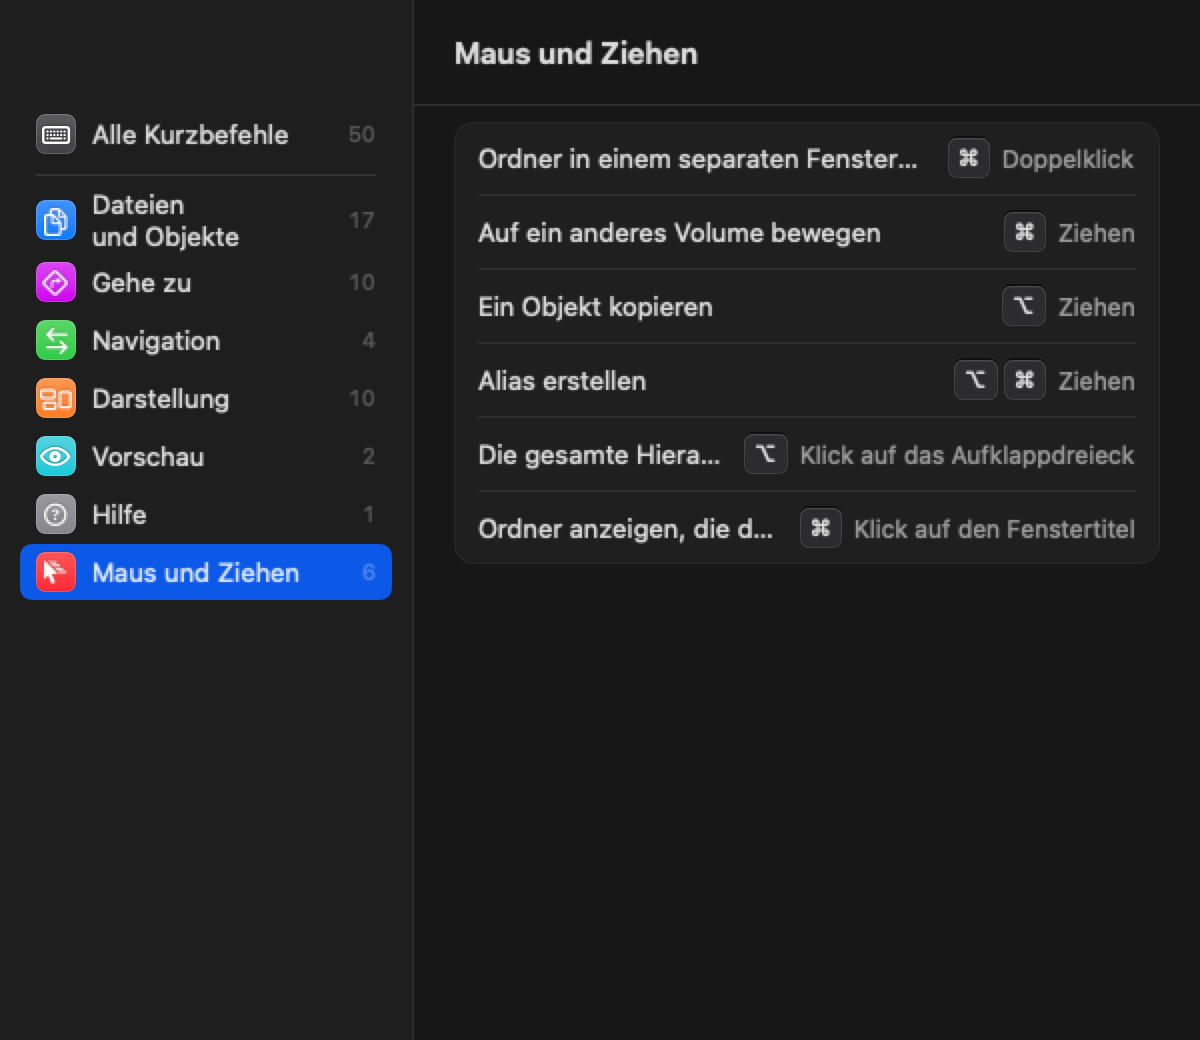 Alle Kurzbefehle 50
Dateien
und Objekte 17
Gehe zu 10
Navigation 4
Darstellung 10
Vorschau 2
Hilfe 1
Maus und Ziehen 6
Maus und Ziehen
Ordner in einem separaten Fenster... ⌘ Doppelklick
Auf ein anderes Volume bewegen ⌘ Ziehen
Ein Objekt kopieren ⌥ Ziehen
Alias erstellen ⌥ ⌘ Ziehen
Die gesamte Hiera... ⌥ Klick auf das Aufklappdreieck
Ordner anzeigen, die d... ⌘ Klick auf den Fenstertitel